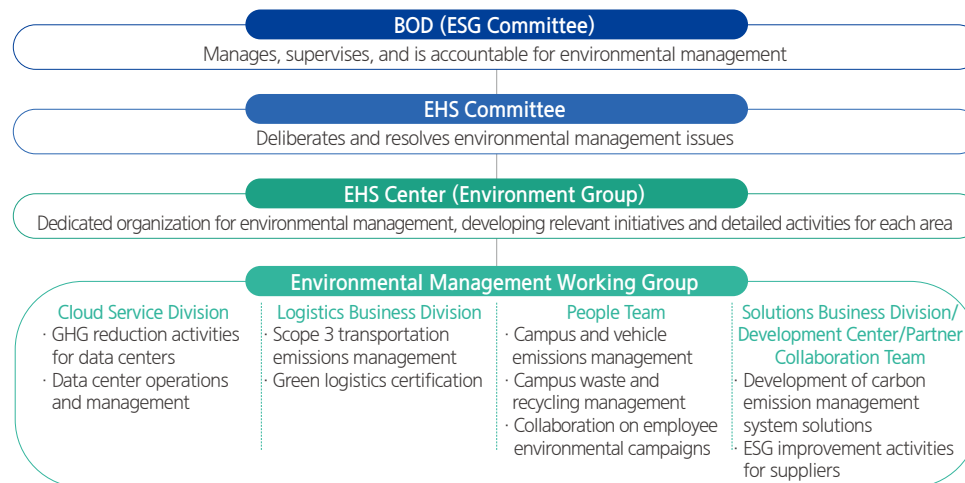 BOD (ESG Committee)
Manages, supervises, and is accountable for environmental management
EHS Committee
Deliberates and resolves environmental management issues
EHS Center (Environment Group)
Dedicated organization for environmental management, developing relevant initiatives and detailed activities for each area
Environmental Management Working Group
Cloud Service Division
· GHG reduction activities
for data centers
· Data center operations
and management
Logistics Business Division
· Scope 3 transportation
emissions management
· Green logistics certification
People Team
· Campus and vehicle
emissions management
· Campus waste and
recycling management
· Collaboration on employee
environmental campaigns
Solutions Business Division/
Development Center/Partner
Collaboration Team
· Development of carbon
emission management
system solutions
· ESG improvement activities
for suppliers